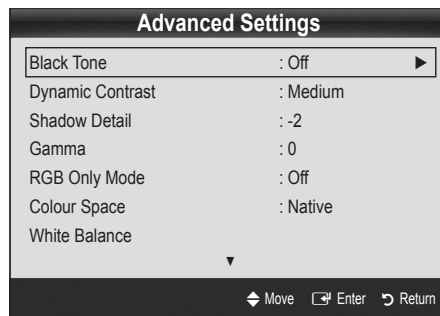 Advanced Settings
Black Tone : Off ▶
Dynamic Contrast : Medium
Shadow Detail : -2
Gamma : 0
RGB Only Mode : Off
Colour Space : Native
White Balance
▼
Move Enter Return